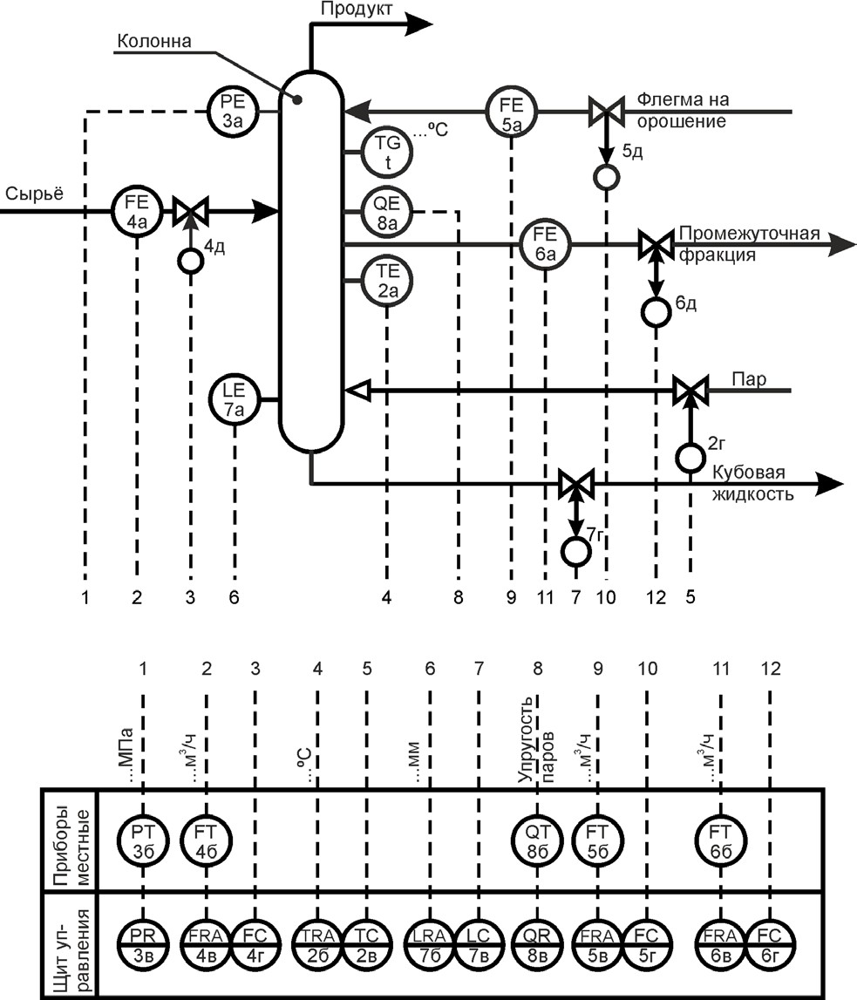 Продукт
Колонна
PE
3а
FE
5а
Флегма на
орошение
...ºС
TG
t
5д
Сырьё
FE
4а
QE
8а
4д
FE
6а
Промежуточная
фракция
TE
2а
6д
LE
7а
Пар
2г
Кубовая
жидкость
7г
1 2 3 6 4 8 9 11 7 10 12 5
1 2 3 4 5 6 7 8 9 10 11 12
...МПа
...м³/ч
...ºС
...мм
Упругость
паров
...м³/ч
...м³/ч
Приборы
местные
PT
3б
FT
4б
QT
8б
FT
5б
FT
6б
Щит уп-
равления
PR
3в
FRA
4в
FC
4г
TRA
2б
TC
2в
LRA
7б
LC
7в
QR
8в
FRA
5в
FC
5г
FRA
6в
FC
6г